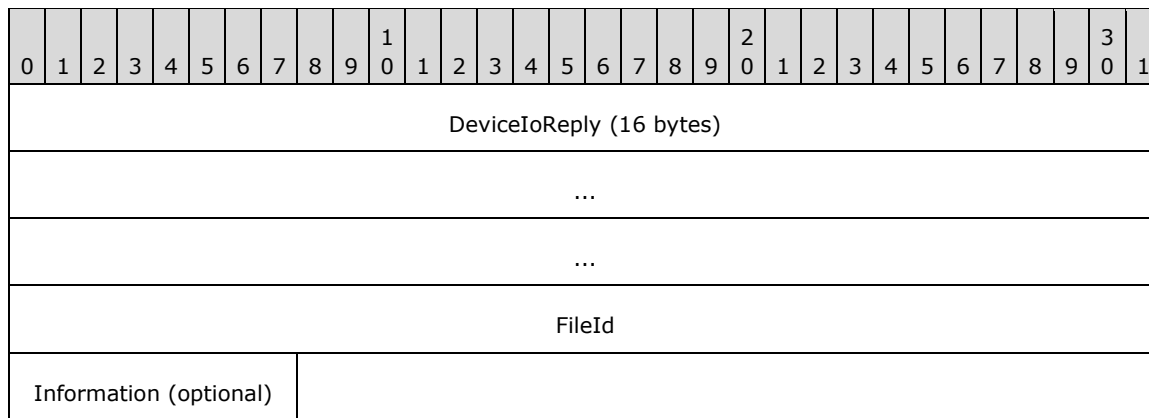 1 2 3
0 1 2 3 4 5 6 7 8 9 0 1 2 3 4 5 6 7 8 9 0 1 2 3 4 5 6 7 8 9 0 1
DeviceIoReply (16 bytes)
...
...
FileId
Information (optional)